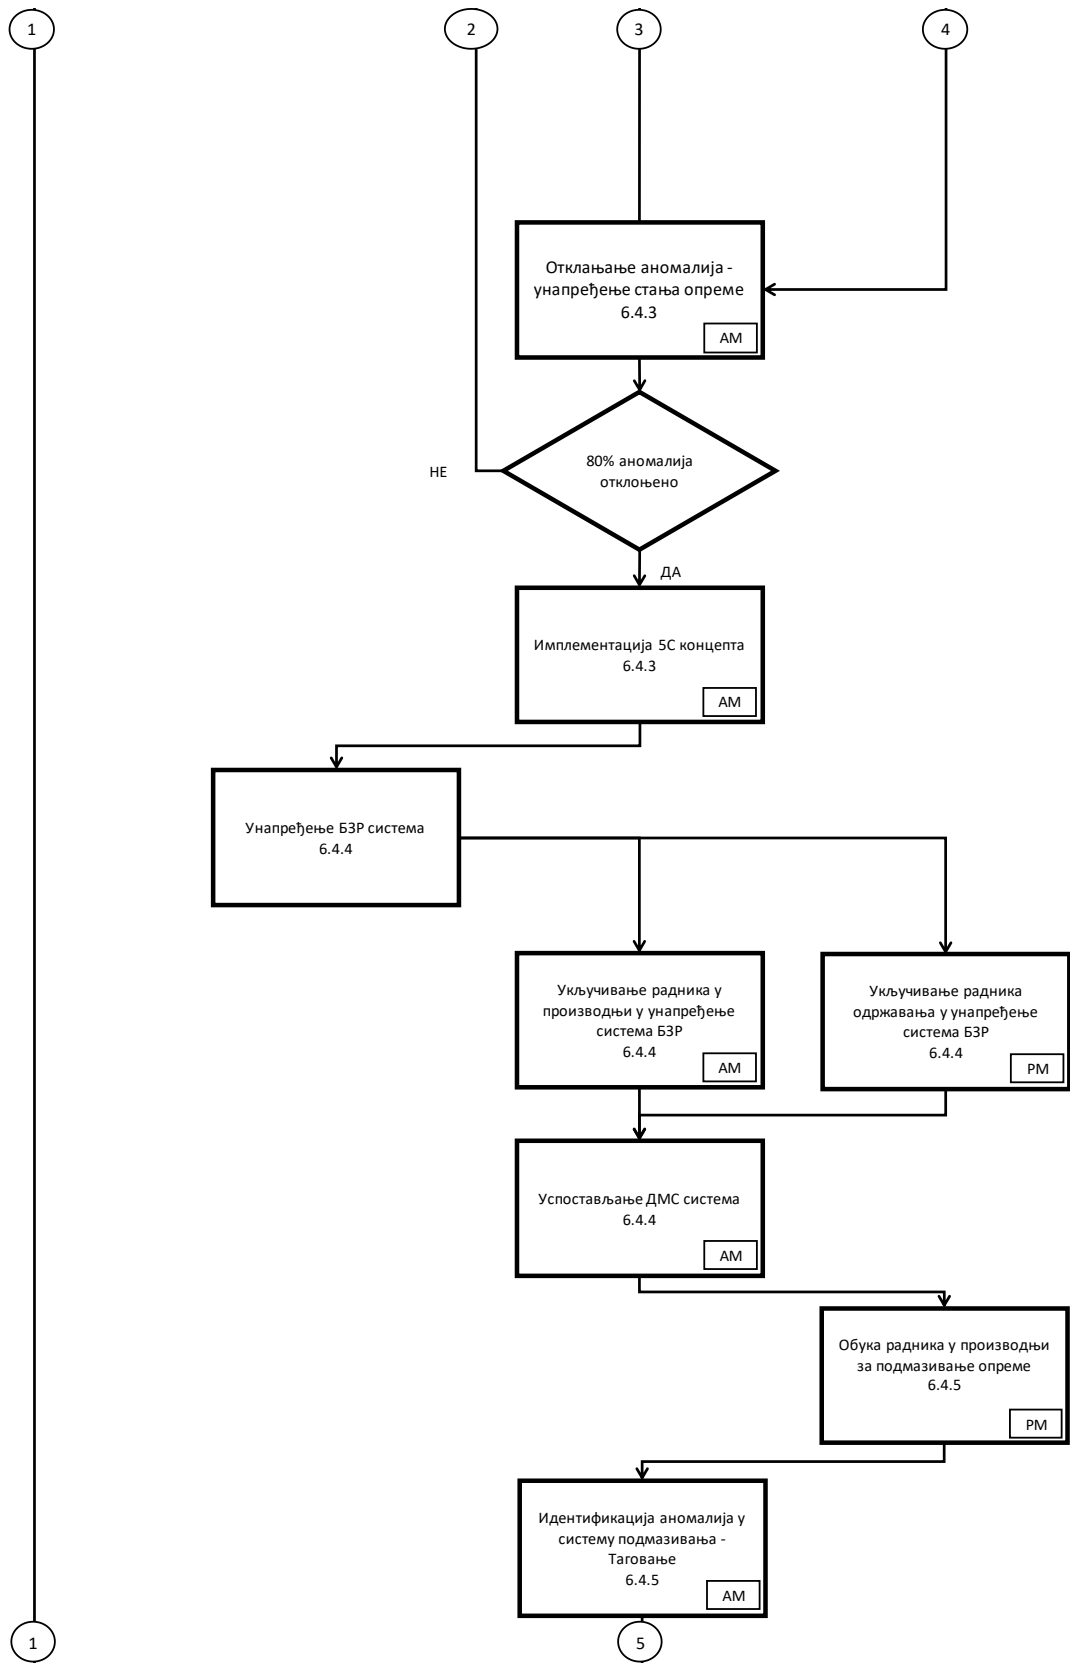 1
2
3
4
Отклањање аномалија -
унапређење стања опреме
6.4.3
АМ
80% аномалија
отклоњено
НЕ
ДА
Имплементација 5С концепта
6.4.3
АМ
Унапређење БЗР система
6.4.4
Укључивање радника у
производњи у унапређење
система БЗР
6.4.4
АМ
Укључивање радника
одржавања у унапређење
система БЗР
6.4.4
РМ
Успостављање ДМС система
6.4.4
АМ
Обука радника у производњи
за подмазивање опреме
6.4.5
РМ
Идентификација аномалија у
систему подмазивања -
Таговање
6.4.5
АМ
1
5